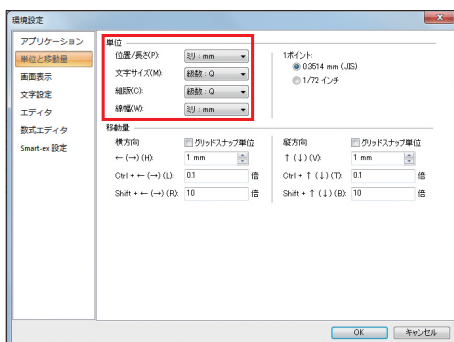 環境設定
アプリケーション
単位と移動量
画面表示
文字設定
エディタ
数式エディタ
Smart-ex 設定
単位
位置/長さ(P): ミリ : mm
文字サイズ(M): 級数 : Q
組版(C): 級数 : Q
線幅(W): ミリ : mm
1ポイント:
0.3514 mm (JIS)
1/72 インチ
移動量
横方向 グリッドスナップ単位
← (→) (H): 1 mm
Ctrl + ← (→) (L): 0.1 倍
Shift + ← (→) (R): 10 倍
縦方向 グリッドスナップ単位
↑ (↓) (V): 1 mm
Ctrl + ↑ (↓) (T): 0.1 倍
Shift + ↑ (↓) (B): 10 倍
OK キャンセル